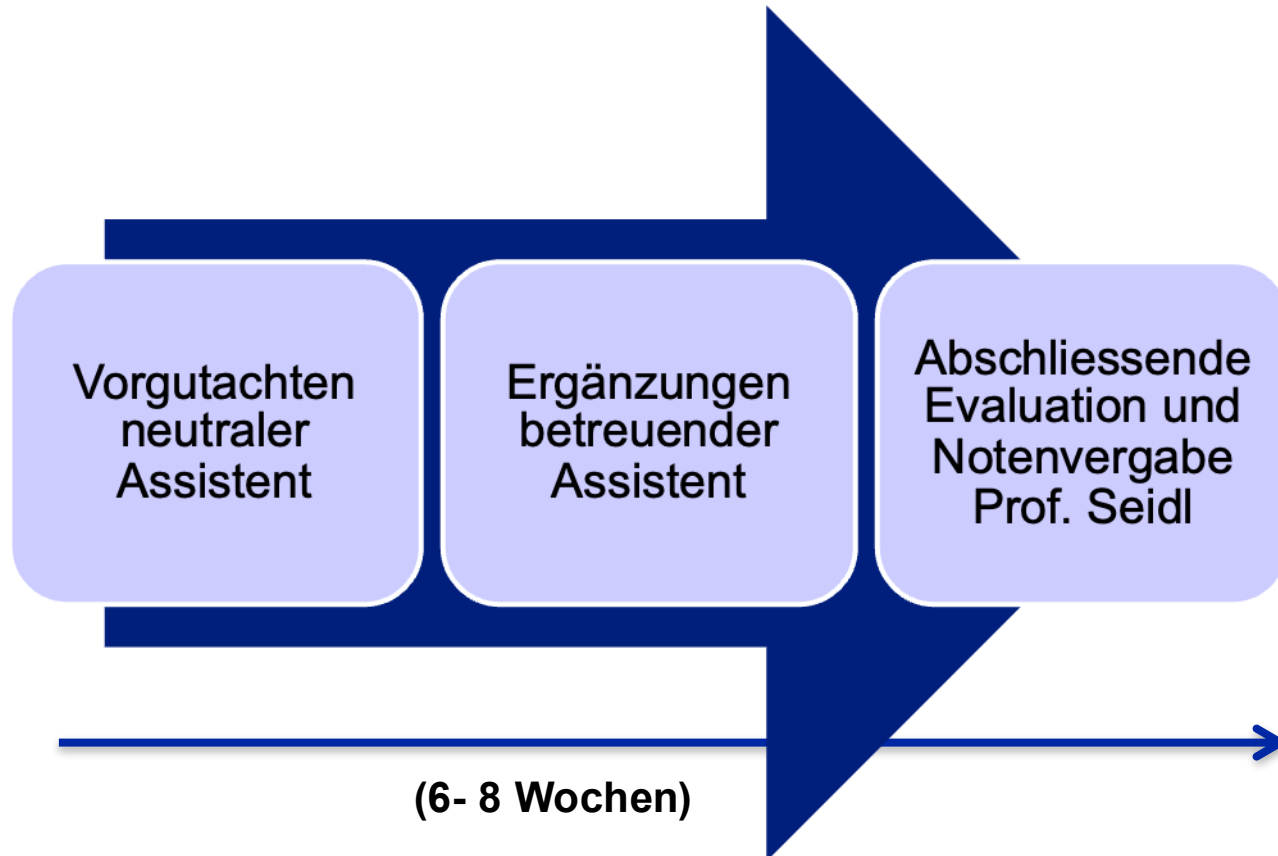 Vorgutachten
neutraler
Assistent
Ergänzungen
betreuender
Assistent
Abschliessende
Evaluation und
Notenvergabe
Prof. Seidl
(6- 8 Wochen)